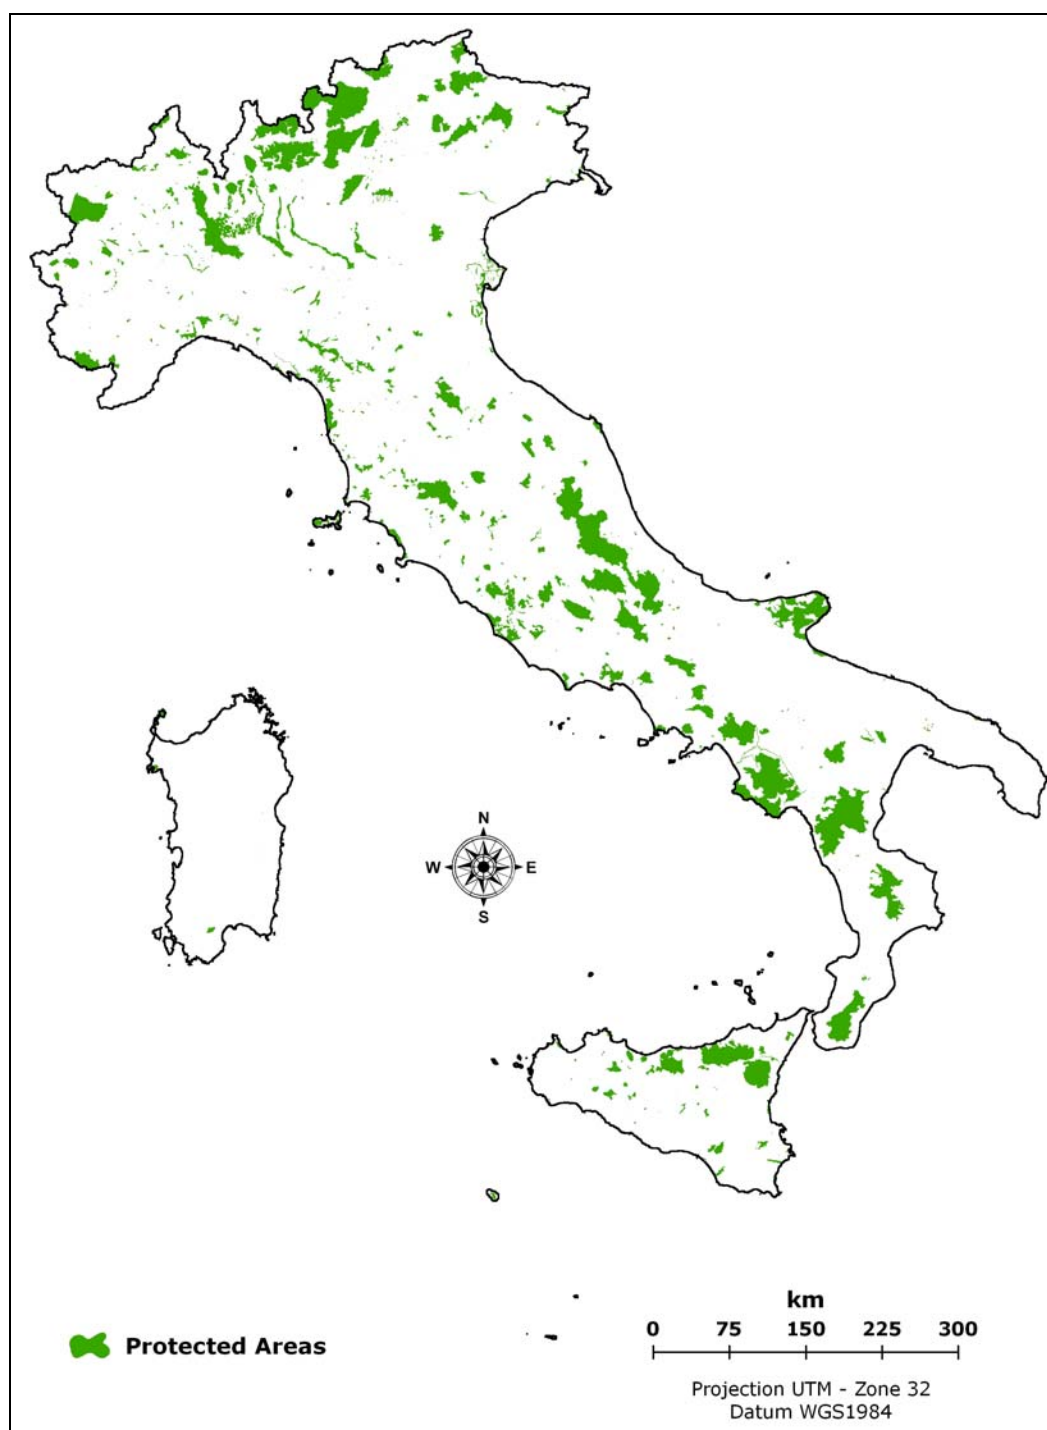 N
W E
S
km
0 75 150 225 300
Protected Areas
Projection UTM - Zone 32
Datum WGS1984